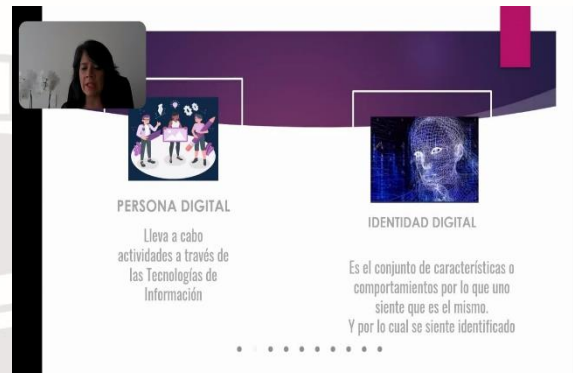 PERSONA DIGITAL
Lleva a cabo
actividades a través de
las Tecnologías de
Información
IDENTIDAD DIGITAL
Es el conjunto de características o
comportamientos por lo que uno
siente que es el mismo.
Y por lo cual se siente identificado